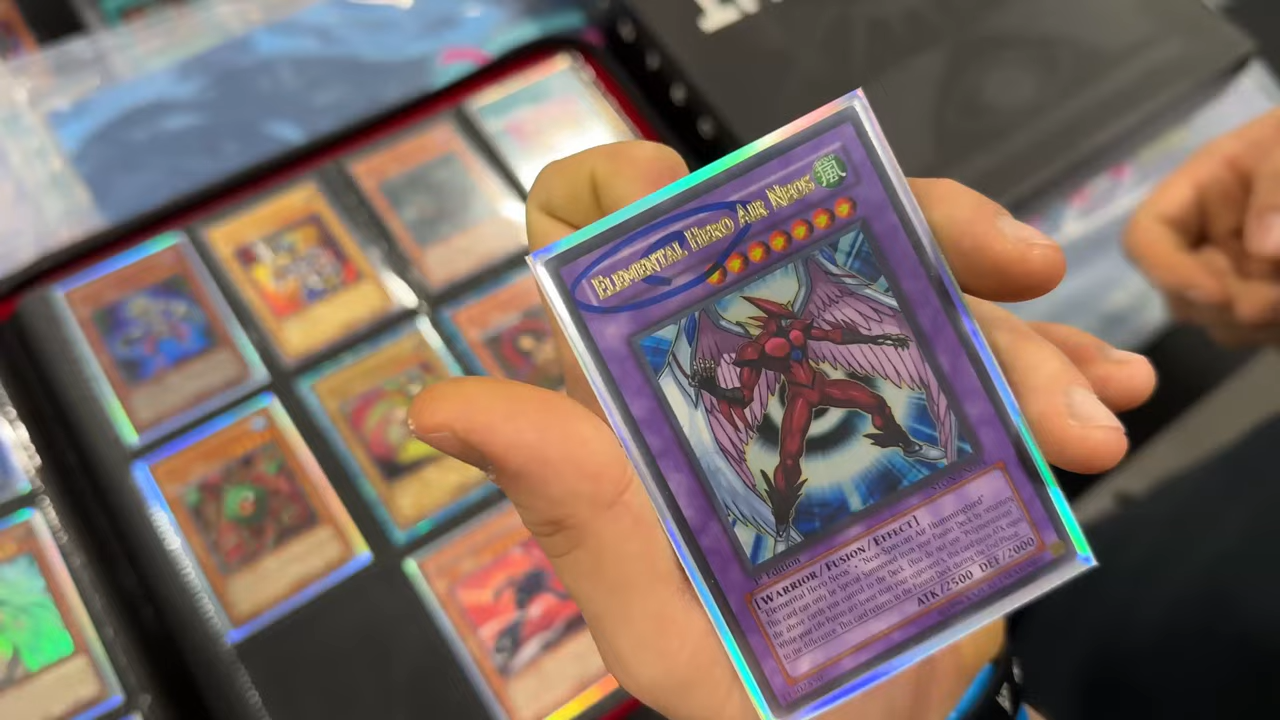 ELEMENTAL HERO AIR NEOS
WIND
風
1st Edition
[WARRIOR/FUSION/EFFECT]
"Elemental Hero Neos" + "Neo-Spacian Air Hummingbird"
This card can only be Special Summoned from your Fusion Deck by returning
the above cards you control to the Deck. (You do not use "Polymerization".)
While your Life Points are lower than your opponent's, this card gains ATK equal
to the difference. This card returns to the Fusion Deck during the End Phase.
ATK/2500 DEF/2000